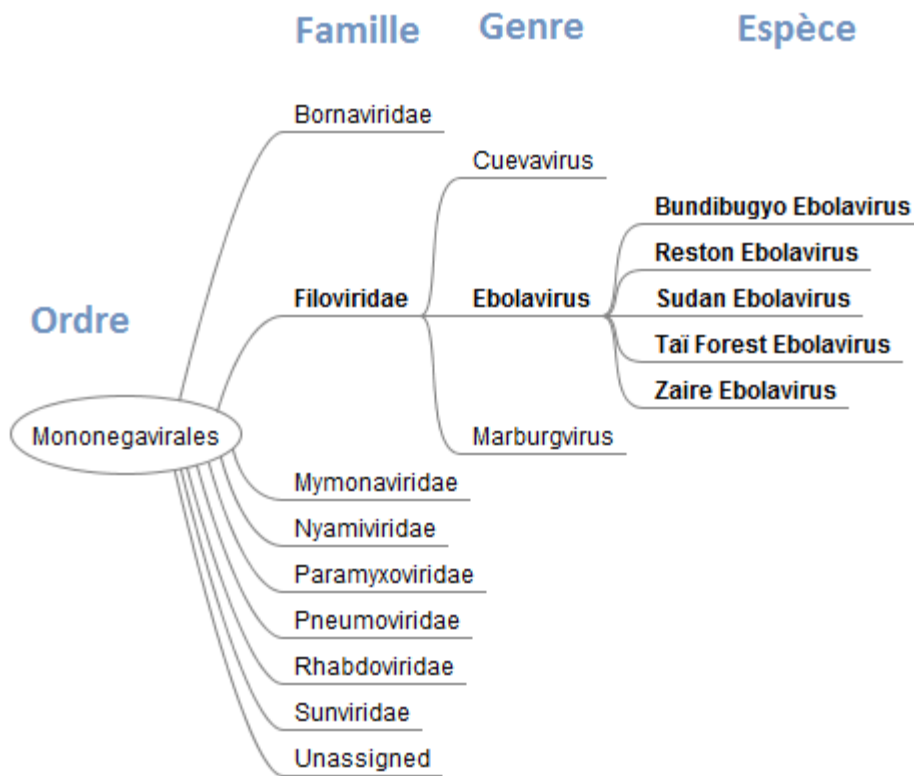 Famille
Genre
Espèce
Ordre
Mononegavirales
Bornaviridae
Filoviridae
Cuevavirus
Ebolavirus
Bundibugyo Ebolavirus
Reston Ebolavirus
Sudan Ebolavirus
Taï Forest Ebolavirus
Zaire Ebolavirus
Marburgvirus
Mymonaviridae
Nyamiviridae
Paramyxoviridae
Pneumoviridae
Rhabdoviridae
Sunviridae
Unassigned